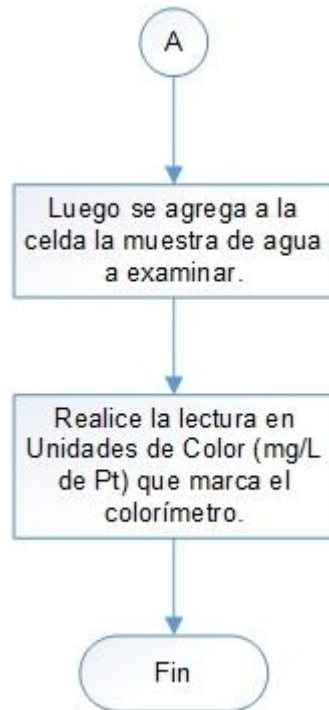 A
Luego se agrega a la
celda la muestra de agua
a examinar.
Realice la lectura en
Unidades de Color (mg/L
de Pt) que marca el
colorímetro.
Fin